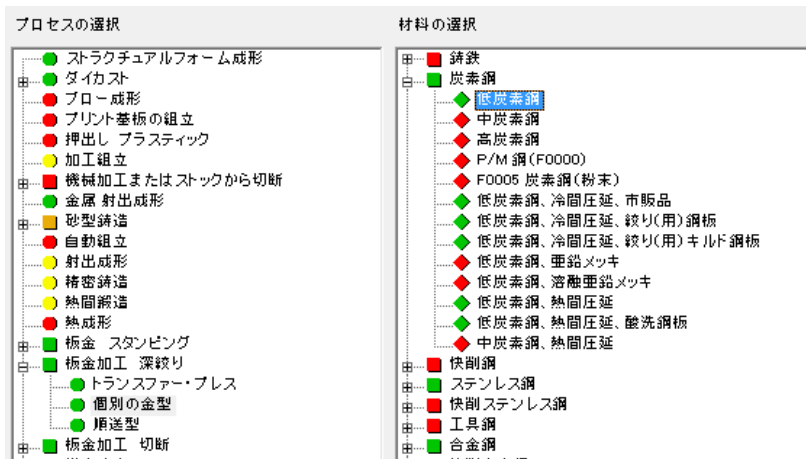 プロセスの選択
ストラクチュアルフォーム成形
ダイカスト
ブロー成形
プリント基板の組立
押出し プラスティック
加工組立
機械加工またはストックから切断
金属 射出成形
砂型鋳造
自動組立
射出成形
精密鋳造
熱間鍛造
熱成形
板金 スタンピング
板金加工 深絞り
トランスファー・プレス
個別の金型
順送型
板金加工 切断
材料の選択
鋳鉄
炭素鋼
低炭素鋼
中炭素鋼
高炭素鋼
P/M 鋼(F0000)
F0005 炭素鋼(粉末)
低炭素鋼、冷間圧延、市販品
低炭素鋼、冷間圧延、絞り(用)鋼板
低炭素鋼、冷間圧延、絞り(用)キルド鋼板
低炭素鋼、亜鉛メッキ
低炭素鋼、溶融亜鉛メッキ
低炭素鋼、熱間圧延
低炭素鋼、熱間圧延、酸洗鋼板
中炭素鋼、熱間圧延
快削鋼
ステンレス鋼
快削ステンレス鋼
工具鋼
合金鋼